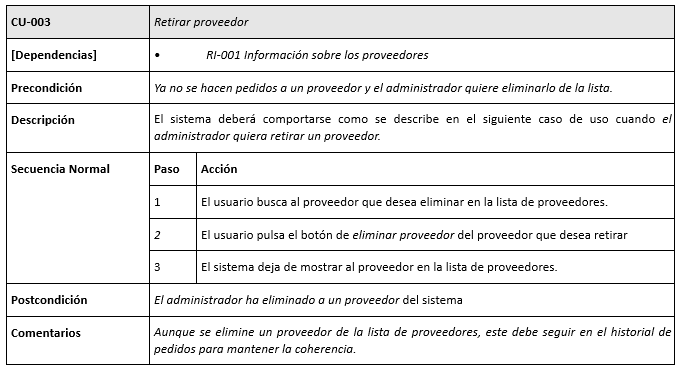 CU-003 Retirar proveedor
[Dependencias] • RI-001 Información sobre los proveedores
Precondición Ya no se hacen pedidos a un proveedor y el administrador quiere eliminarlo de la lista.
Descripción El sistema deberá comportarse como se describe en el siguiente caso de uso cuando el
administrador quiera retirar un proveedor.
Secuencia Normal Paso Acción
1 El usuario busca al proveedor que desea eliminar en la lista de proveedores.
2 El usuario pulsa el botón de eliminar proveedor del proveedor que desea retirar
3 El sistema deja de mostrar al proveedor en la lista de proveedores.
Postcondición El administrador ha eliminado a un proveedor del sistema
Comentarios Aunque se elimine un proveedor de la lista de proveedores, este debe seguir en el historial de
pedidos para mantener la coherencia.